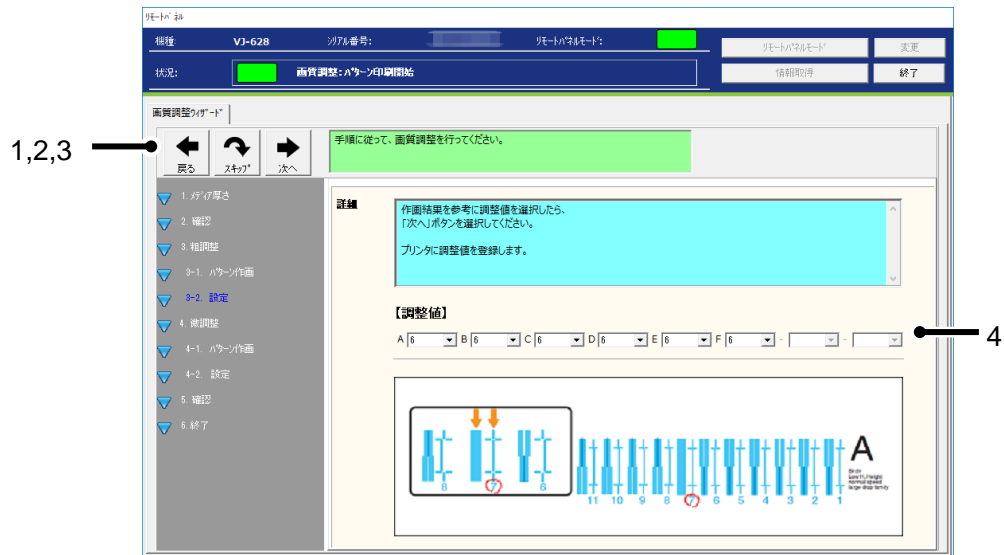 ﾘﾓｰﾄﾊﾟﾈﾙ
機種:
VJ-628
ｼﾘｱﾙ番号:
ﾘﾓｰﾄﾊﾟﾈﾙﾓｰﾄﾞ:
ﾘﾓｰﾄﾊﾟﾈﾙﾓｰﾄﾞ
変更
状況:
画質調整:ﾊﾟﾀｰﾝ印刷開始
情報取得
終了
画質調整ｳｨｻﾞｰﾄﾞ
1,2,3
戻る
ｽｷｯﾌﾟ
次へ
手順に従って、画質調整を行ってください。
1. ﾒﾃﾞｨｱ厚さ
2. 確認
3. 粗調整
3-1. ﾊﾟﾀｰﾝ作画
3-2. 設定
4. 微調整
4-1. ﾊﾟﾀｰﾝ作画
4-2. 設定
5. 確認
6. 終了
詳細
作画結果を参考に調整値を選択したら、
「次へ」ボタンを選択してください。
プリンタに調整値を登録します。
【調整値】
A 6 B 6 C 6 D 6 E 6 F 6 - -
4
8 7 6
11 10 9 8 7 6 5 4 3 2 1
A
normal speed
large drop family